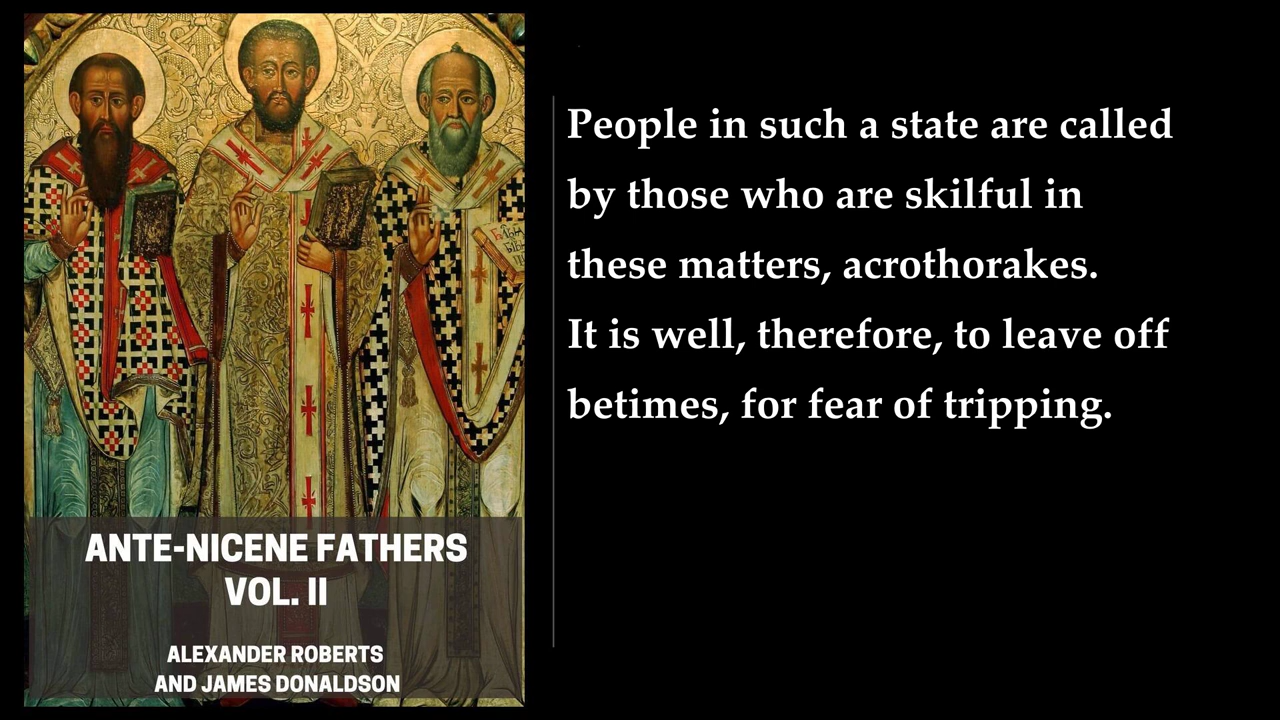 People in such a state are called
by those who are skilful in
these matters, acrothorakes.
It is well, therefore, to leave off
betimes, for fear of tripping.
ANTE-NICENE FATHERS
VOL. II
ALEXANDER ROBERTS
AND JAMES DONALDSON